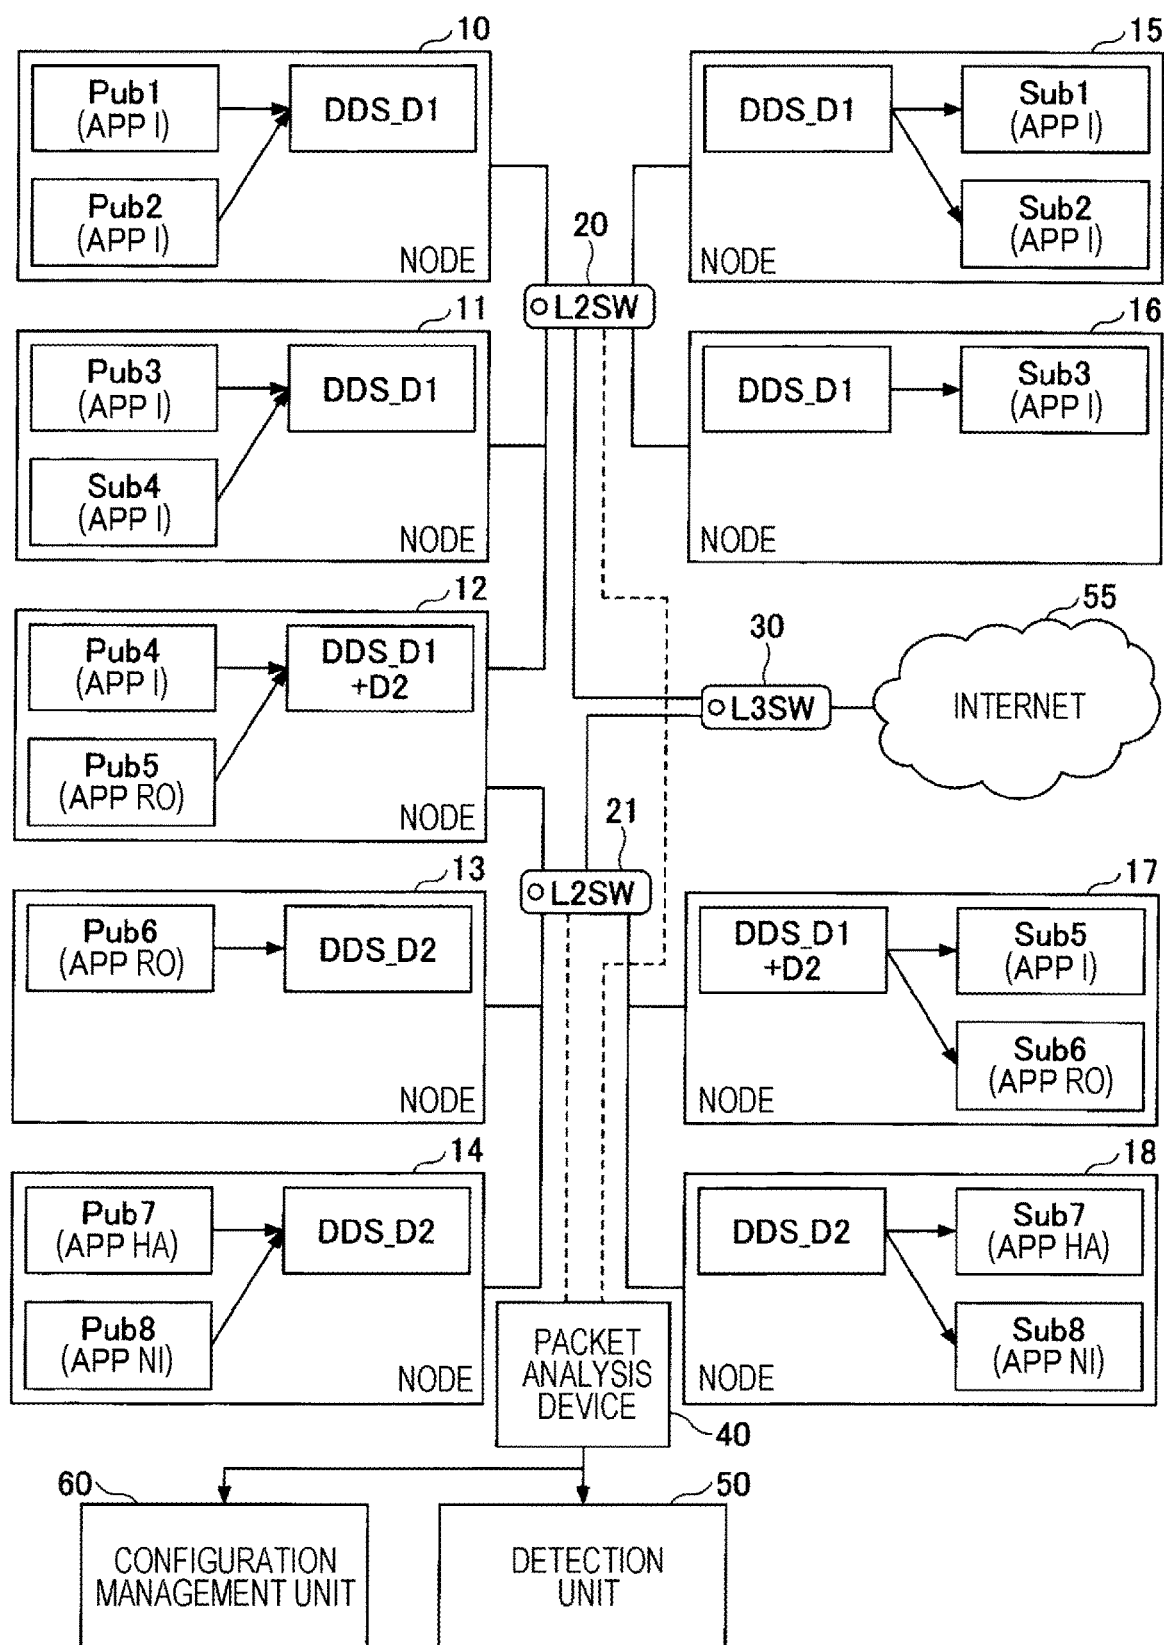 10
Pub1
(APP I)
DDS_D1
Pub2
(APP I)
NODE
15
DDS_D1
Sub1
(APP I)
Sub2
(APP I)
NODE
20
L2SW
11
Pub3
(APP I)
DDS_D1
Sub4
(APP I)
NODE
16
DDS_D1
Sub3
(APP I)
NODE
12
Pub4
(APP I)
DDS_D1
+D2
Pub5
(APP RO)
NODE
30
L3SW
55
INTERNET
21
L2SW
13
Pub6
(APP RO)
DDS_D2
NODE
17
DDS_D1
+D2
Sub5
(APP I)
Sub6
(APP RO)
NODE
14
Pub7
(APP HA)
DDS_D2
Pub8
(APP NI)
NODE
18
DDS_D2
Sub7
(APP HA)
Sub8
(APP NI)
NODE
PACKET
ANALYSIS
DEVICE
40
60
CONFIGURATION
MANAGEMENT UNIT
50
DETECTION
UNIT